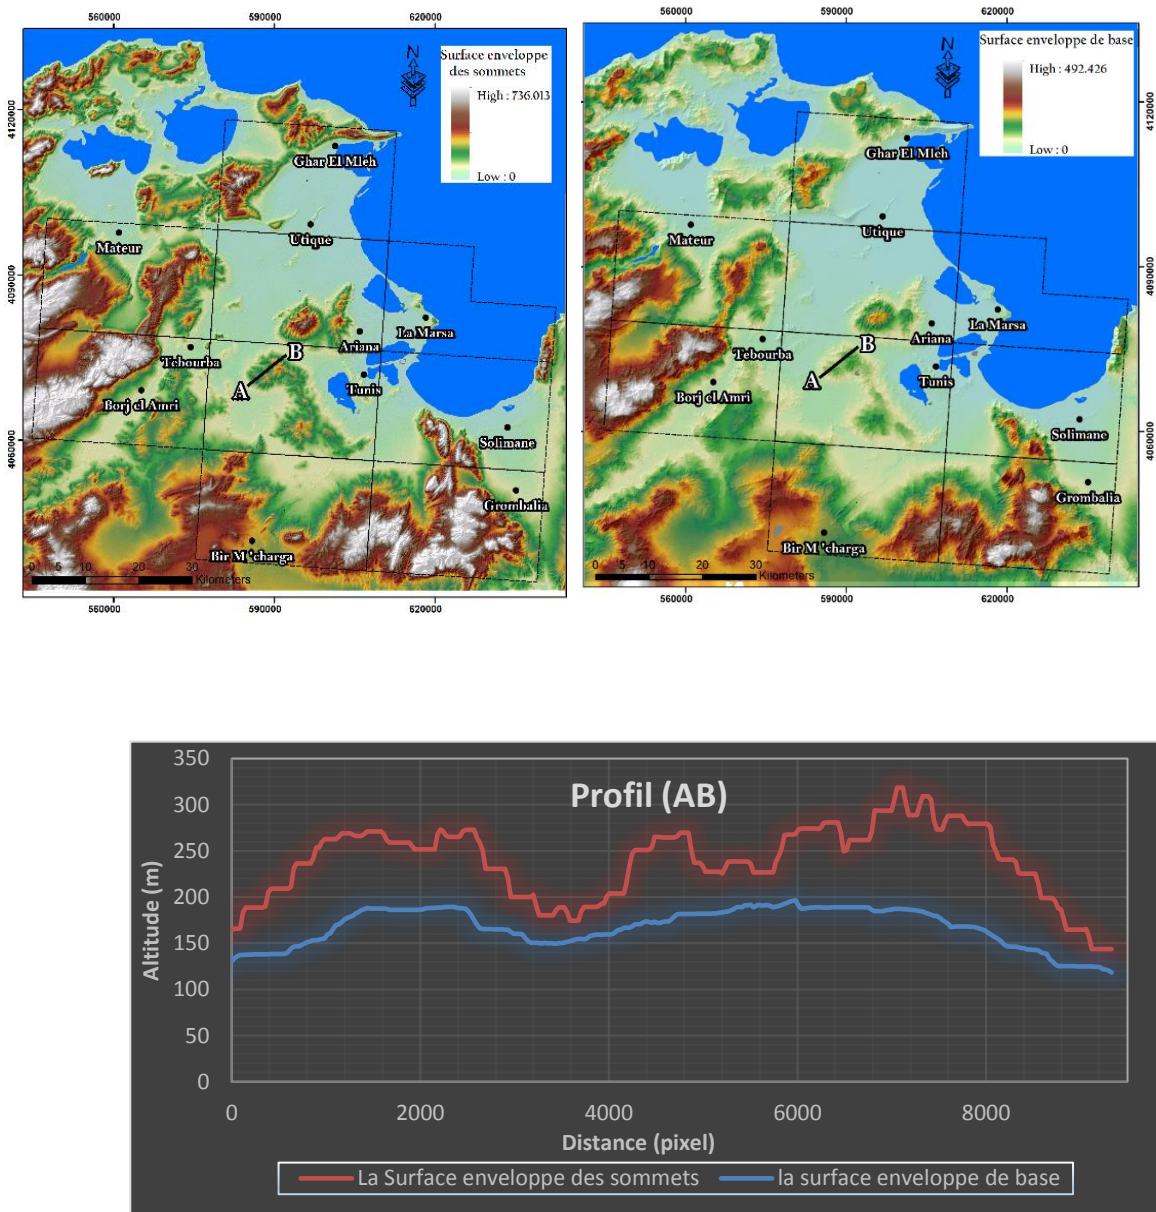 560000
590000
620000
Surface enveloppe
des sommets
High : 736.013
Low : 0
N
4120000
4090000
4060000
Ghar El Mleh
Utique
Mateur
La Marsa
Ariana
Tebourba
B
A
Tunis
Borj el Amri
Solimane
Grombalia
Bir M 'charga
0 5 10 20 30
Kilometers
560000
590000
620000
560000
590000
620000
Surface enveloppe de base
High : 492.426
Low : 0
N
4120000
4090000
4060000
Ghar El Mleh
Utique
Mateur
La Marsa
Ariana
Tebourba
B
A
Tunis
Borj el Amri
Solimane
Grombalia
Bir M 'charga
0 5 10 20 30
Kilometers
560000
590000
620000
Profil (AB)
Altitude (m)
350
300
250
200
150
100
50
0
0 2000 4000 6000 8000
Distance (pixel)
La Surface enveloppe des sommets
la surface enveloppe de base